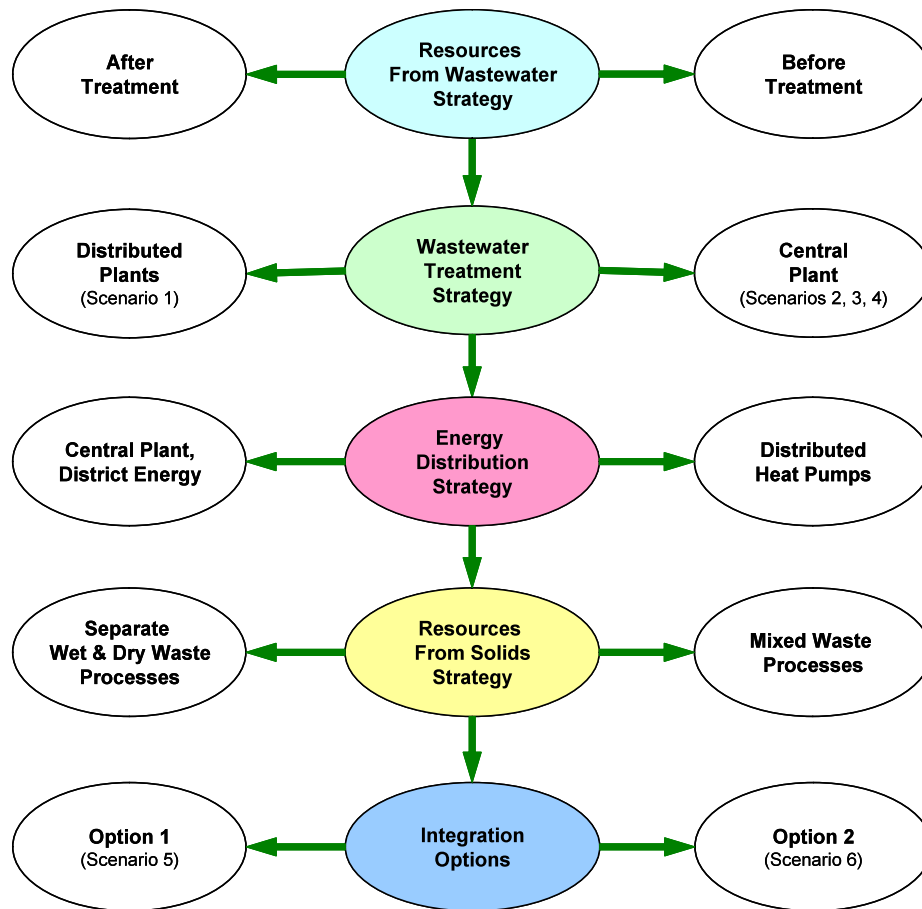 After
Treatment
Resources
From Wastewater
Strategy
Before
Treatment
Distributed
Plants
(Scenario 1)
Wastewater
Treatment
Strategy
Central
Plant
(Scenarios 2, 3, 4)
Central Plant,
District Energy
Energy
Distribution
Strategy
Distributed
Heat Pumps
Separate
Wet & Dry Waste
Processes
Resources
From Solids
Strategy
Mixed Waste
Processes
Option 1
(Scenario 5)
Integration
Options
Option 2
(Scenario 6)